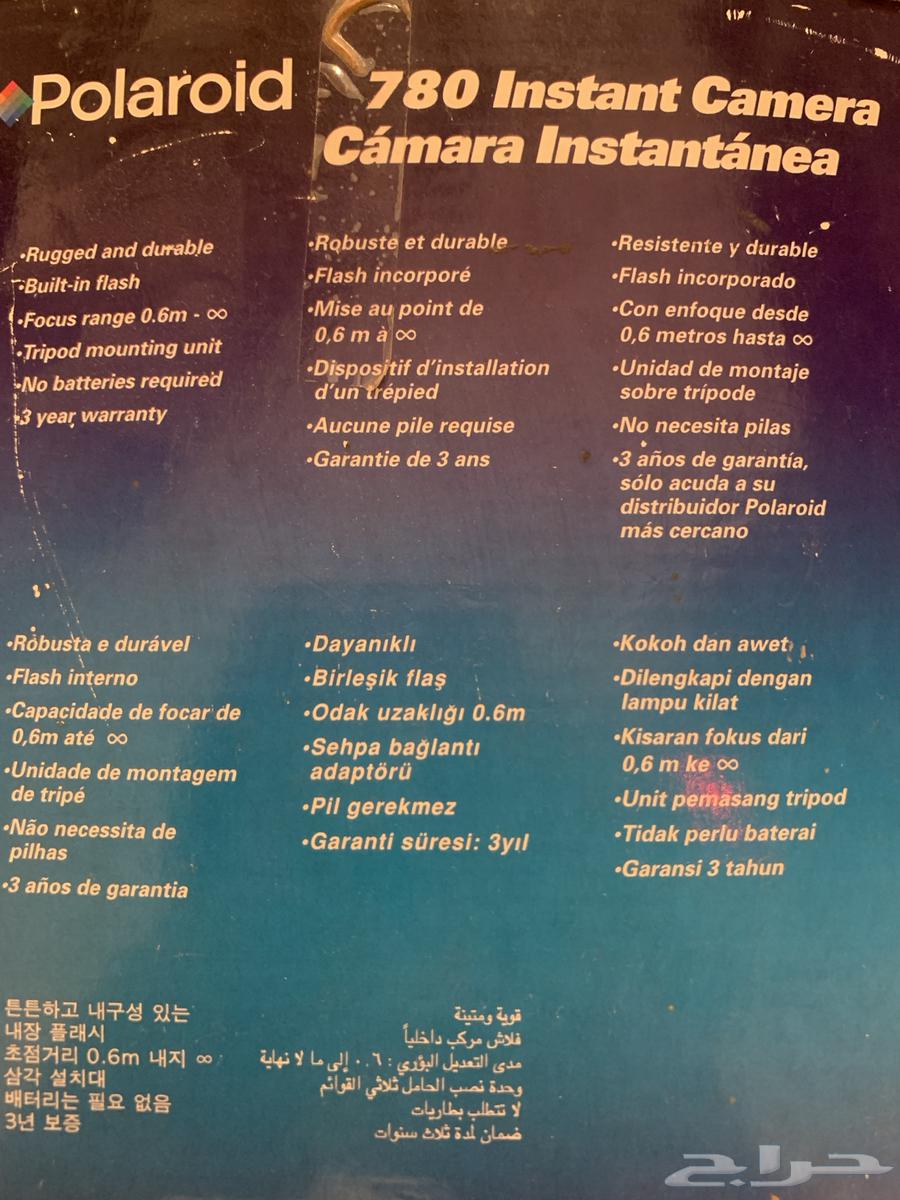 Polaroid
780 Instant Camera
Cámara Instantánea
•Rugged and durable
•Built-in flash
•Focus range 0.6m - ∞
•Tripod mounting unit
•No batteries required
•3 year warranty
•Robuste et durable
•Flash incorporé
•Mise au point de
0,6 m à ∞
•Dispositif d'installation
d'un trépied
•Aucune pile requise
•Garantie de 3 ans
•Resistente y durable
•Flash incorporado
•Con enfoque desde
0,6 metros hasta ∞
•Unidad de montaje
sobre trípode
•No necesita pilas
•3 años de garantía,
sólo acuda a su
distribuidor Polaroid
más cercano
•Robusta e durável
•Flash interno
•Capacidade de focar de
0,6m até ∞
•Unidade de montagem
de tripé
•Não necessita de
pilhas
•3 años de garantia
•Dayanıklı
•Birleşik flaş
•Odak uzaklığı 0.6m
•Sehpa bağlantı
adaptörü
•Pil gerekmez
•Garanti süresi: 3yıl
•Kokoh dan awet
•Dilengkapi dengan
lampu kilat
•Kisaran fokus dari
0,6 m ke ∞
•Unit pemasang tripod
•Tidak perlu baterai
•Garansi 3 tahun
튼튼하고 내구성 있는
내장 플래시
초점거리 0.6m 내지 ∞
삼각 설치대
배터리는 필요 없음
3년 보증
قوية ومتينة
فلاش مركب داخلياً
مدى التعديل البؤري : ٠،٦ إلى ما لا نهاية
وحدة نصب الحامل ثلاثي القوائم
لا تتطلب بطاريات
ضمان لمدة ثلاث سنوات
حراج